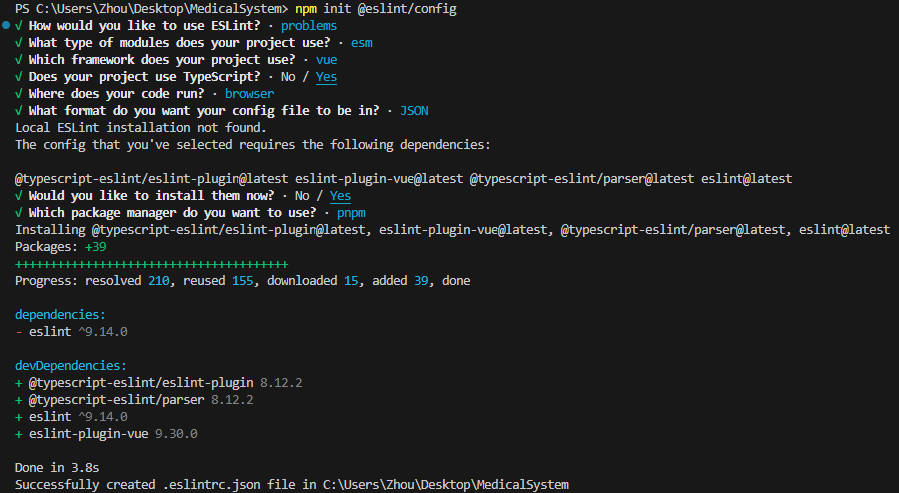 PS C:\Users\Zhou\Desktop\MedicalSystem> npm init @eslint/config
√ How would you like to use ESLint? · problems
√ What type of modules does your project use? · esm
√ Which framework does your project use? · vue
√ Does your project use TypeScript? · No / Yes
√ Where does your code run? · browser
√ What format do you want your config file to be in? · JSON
Local ESLint installation not found.
The config that you've selected requires the following dependencies:
@typescript-eslint/eslint-plugin@latest eslint-plugin-vue@latest @typescript-eslint/parser@latest eslint@latest
√ Would you like to install them now? · No / Yes
√ Which package manager do you want to use? · pnpm
Installing @typescript-eslint/eslint-plugin@latest, eslint-plugin-vue@latest, @typescript-eslint/parser@latest, eslint@latest
Packages: +39
+++++++++++++++++++++++++++++++++++++++
Progress: resolved 210, reused 155, downloaded 15, added 39, done
dependencies:
- eslint ^9.14.0
devDependencies:
+ @typescript-eslint/eslint-plugin 8.12.2
+ @typescript-eslint/parser 8.12.2
+ eslint ^9.14.0
+ eslint-plugin-vue 9.30.0
Done in 3.8s
Successfully created .eslintrc.json file in C:\Users\Zhou\Desktop\MedicalSystem